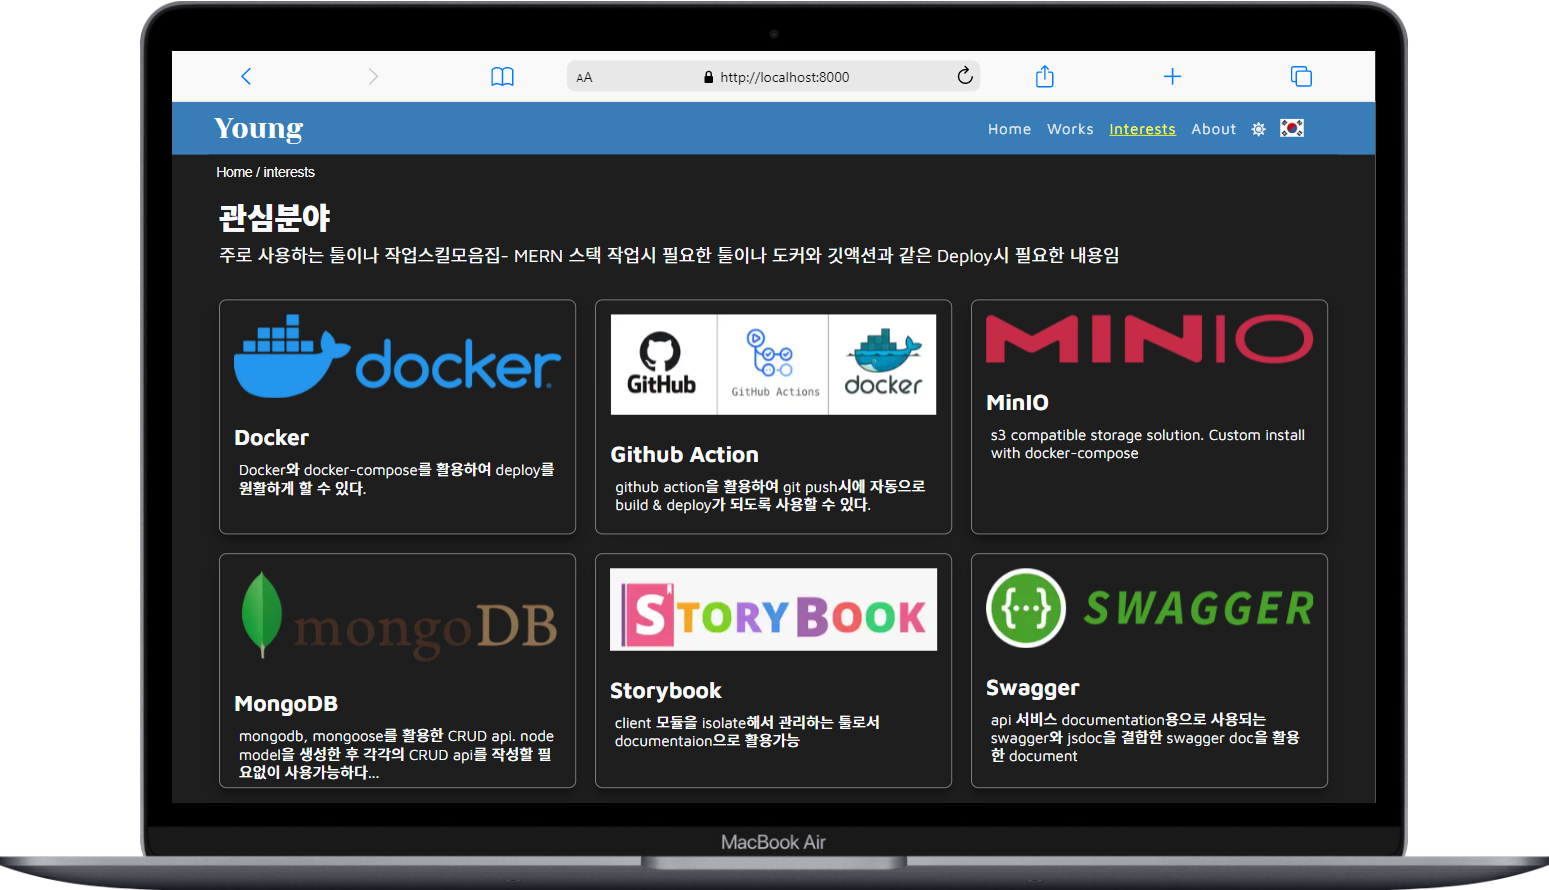 AA
http://localhost:8000
Young
Home Works Interests About
Home / interests
관심분야
주로 사용하는 툴이나 작업스킬모음집- MERN 스택 작업시 필요한 툴이나 도커와 깃액션과 같은 Deploy시 필요한 내용임
docker
Docker
Docker와 docker-compose를 활용하여 deploy를
원활하게 할 수 있다.
GitHub
GitHub Actions
docker
Github Action
github action을 활용하여 git push시에 자동으로
build & deploy가 되도록 사용할 수 있다.
MINIO
MinIO
s3 compatible storage solution. Custom install
with docker-compose
mongoDB
MongoDB
mongodb, mongoose를 활용한 CRUD api. node
model을 생성한 후 각각의 CRUD api를 작성할 필
요없이 사용가능하다...
STORYBOOK
Storybook
client 모듈을 isolate해서 관리하는 툴로서
documentaion으로 활용가능
{···} SWAGGER
Swagger
api 서비스 documentation용으로 사용되는
swagger와 jsdoc을 결합한 swagger doc을 활용
한 document
MacBook Air